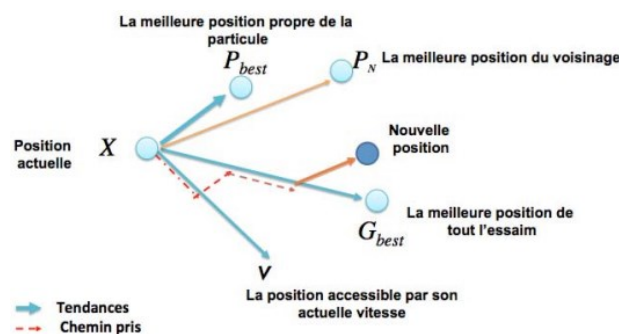 La meilleure position propre de la
particule
P_best
P_N
La meilleure position du voisinage
Position
actuelle
X
Nouvelle
position
La meilleure position de
tout l'essaim
G_best
V
La position accessible par son
actuelle vitesse
Tendances
Chemin pris